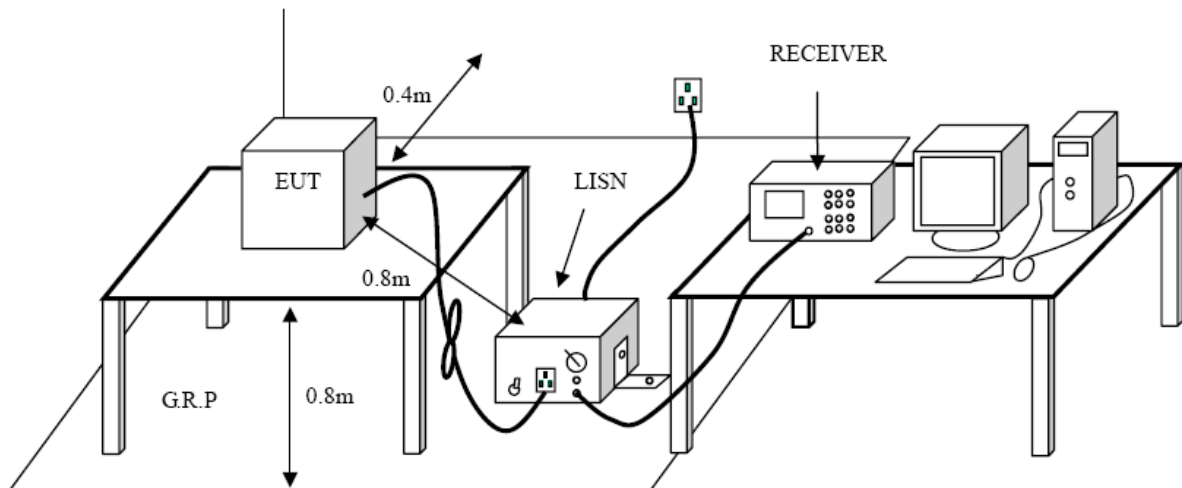 RECEIVER
0.4m
EUT
LISN
0.8m
G.R.P
0.8m